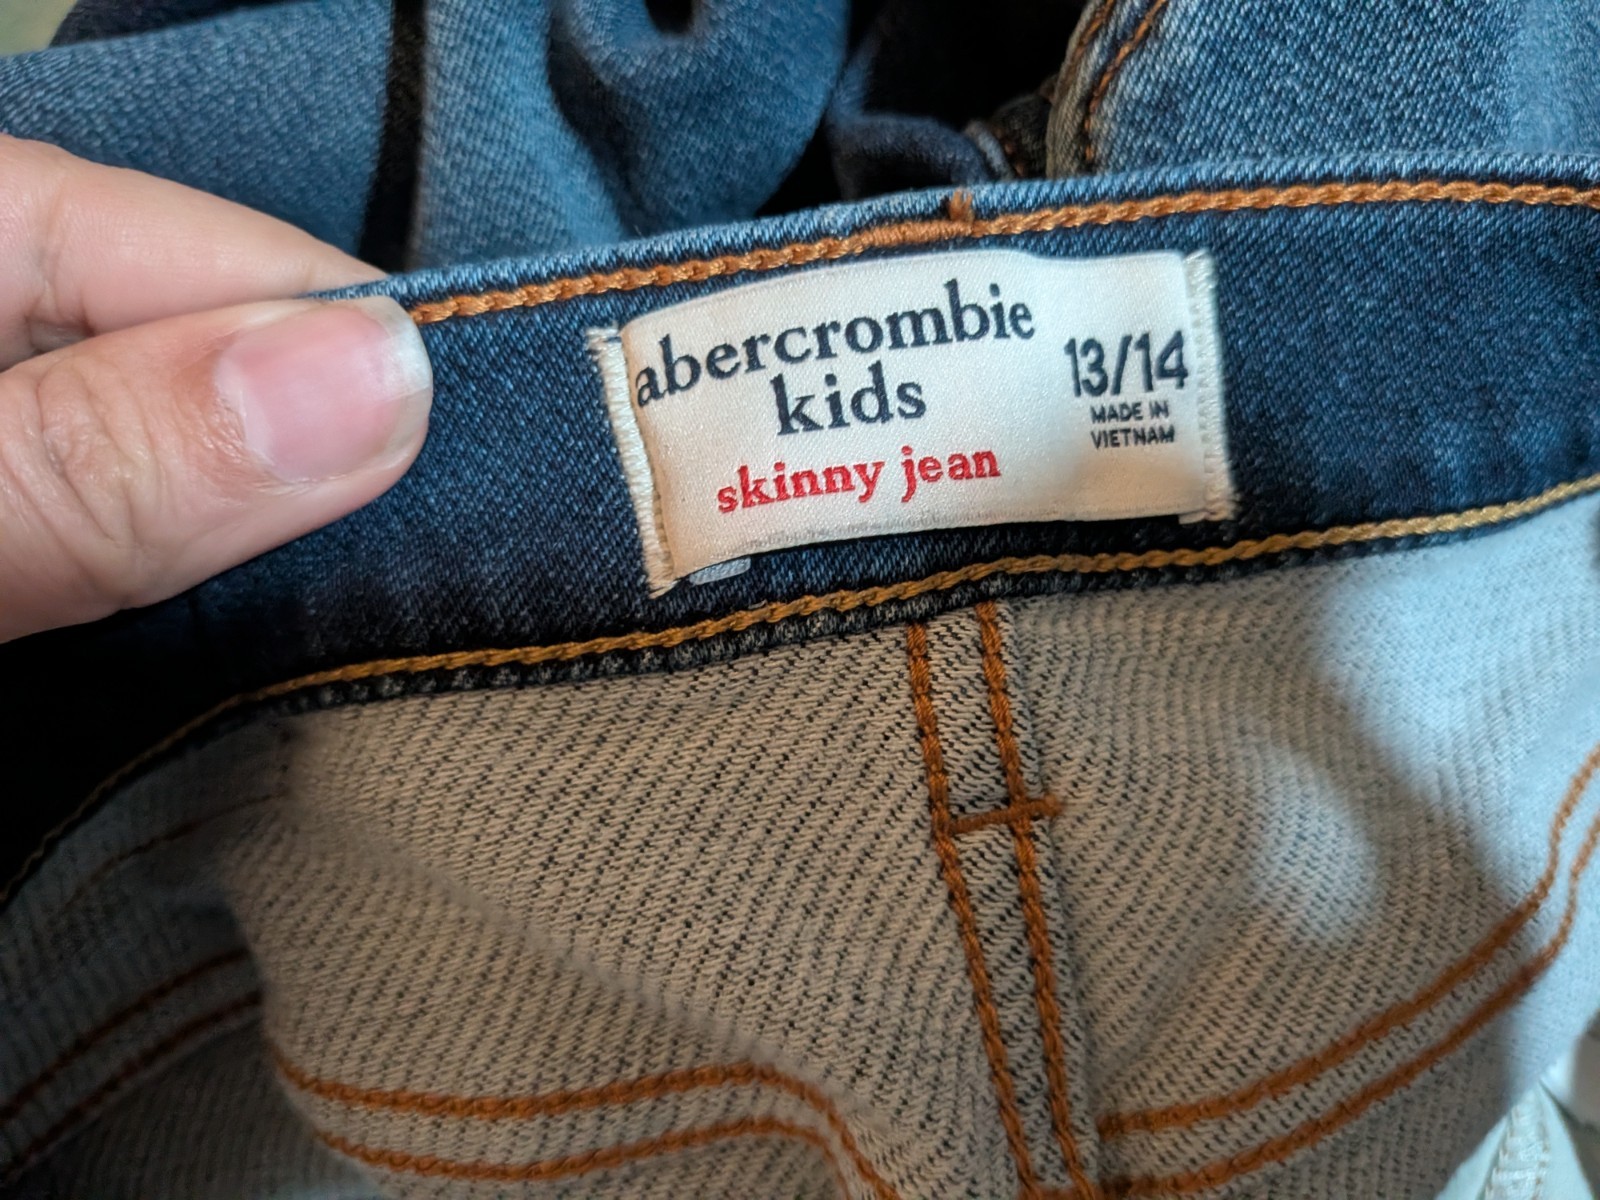 abercrombie
kids
skinny jean
13/14
MADE IN
VIETNAM